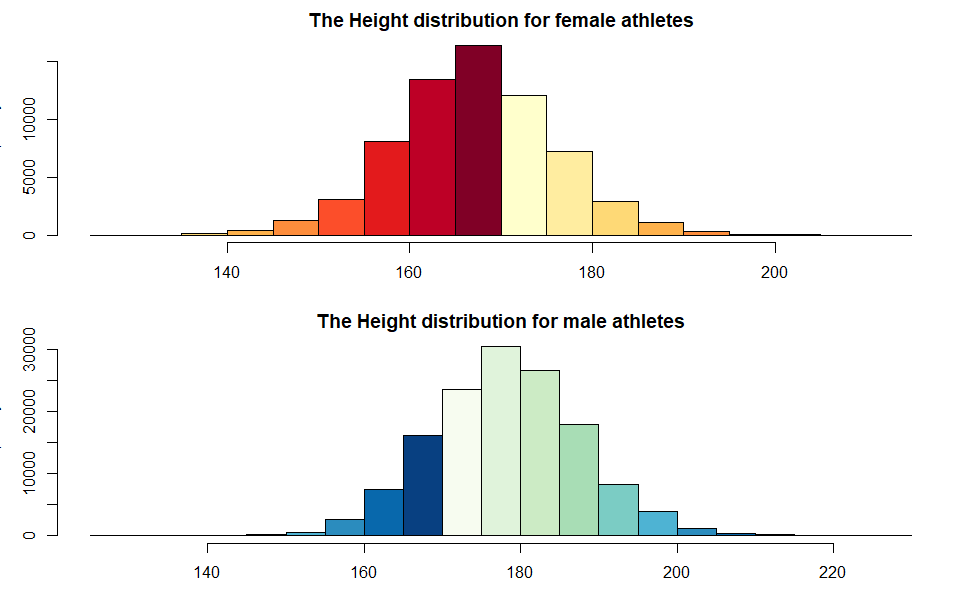 The Height distribution for female athletes
10000
5000
0
140 160 180 200
The Height distribution for male athletes
30000
20000
10000
0
140 160 180 200 220